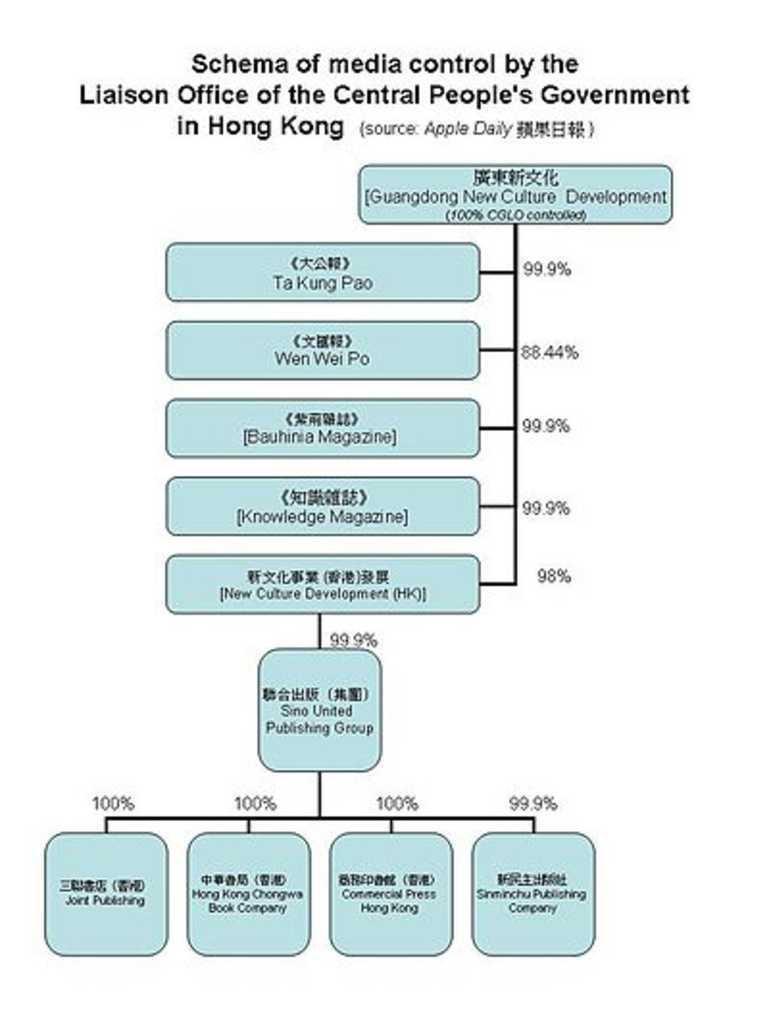 Schema of media control by the
Liaison Office of the Central People's Government
in Hong Kong (source: Apple Daily 蘋果日報)
廣東新文化
[Guangdong New Culture Development
(100% CGLO controlled)
《大公報》
Ta Kung Pao
99.9%
《文匯報》
Wen Wei Po
88.44%
《紫荊雜誌》
[Bauhinia Magazine]
99.9%
《知識雜誌》
[Knowledge Magazine]
99.9%
新文化事業 (香港)發展
[New Culture Development (HK)]
98%
99.9%
聯合出版（集團）
Sino United
Publishing Group
100%
100%
100%
99.9%
三聯書店（香港）
Joint Publishing
中華書局（香港）
Hong Kong Chongwa
Book Company
商務印書館（香港）
Commercial Press
Hong Kong
新民主出版社
Sinminchu Publishing
Company